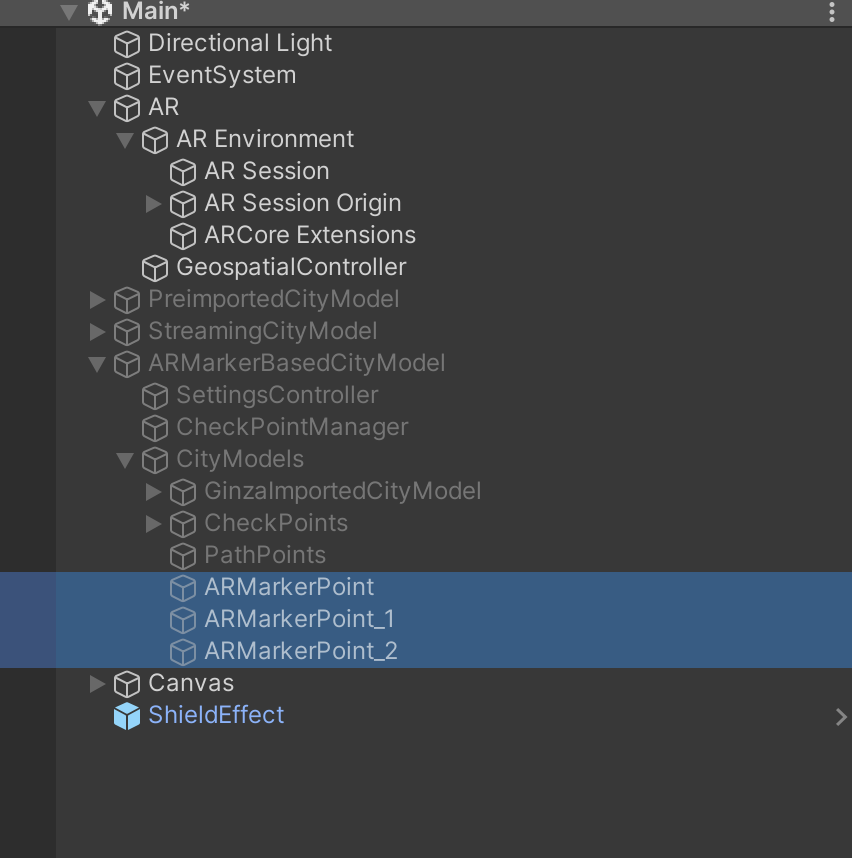 Main*
Directional Light
EventSystem
AR
AR Environment
AR Session
AR Session Origin
ARCore Extensions
GeospatialController
PreimportedCityModel
StreamingCityModel
ARMarkerBasedCityModel
SettingsController
CheckPointManager
CityModels
GinzaImportedCityModel
CheckPoints
PathPoints
ARMarkerPoint
ARMarkerPoint_1
ARMarkerPoint_2
Canvas
ShieldEffect